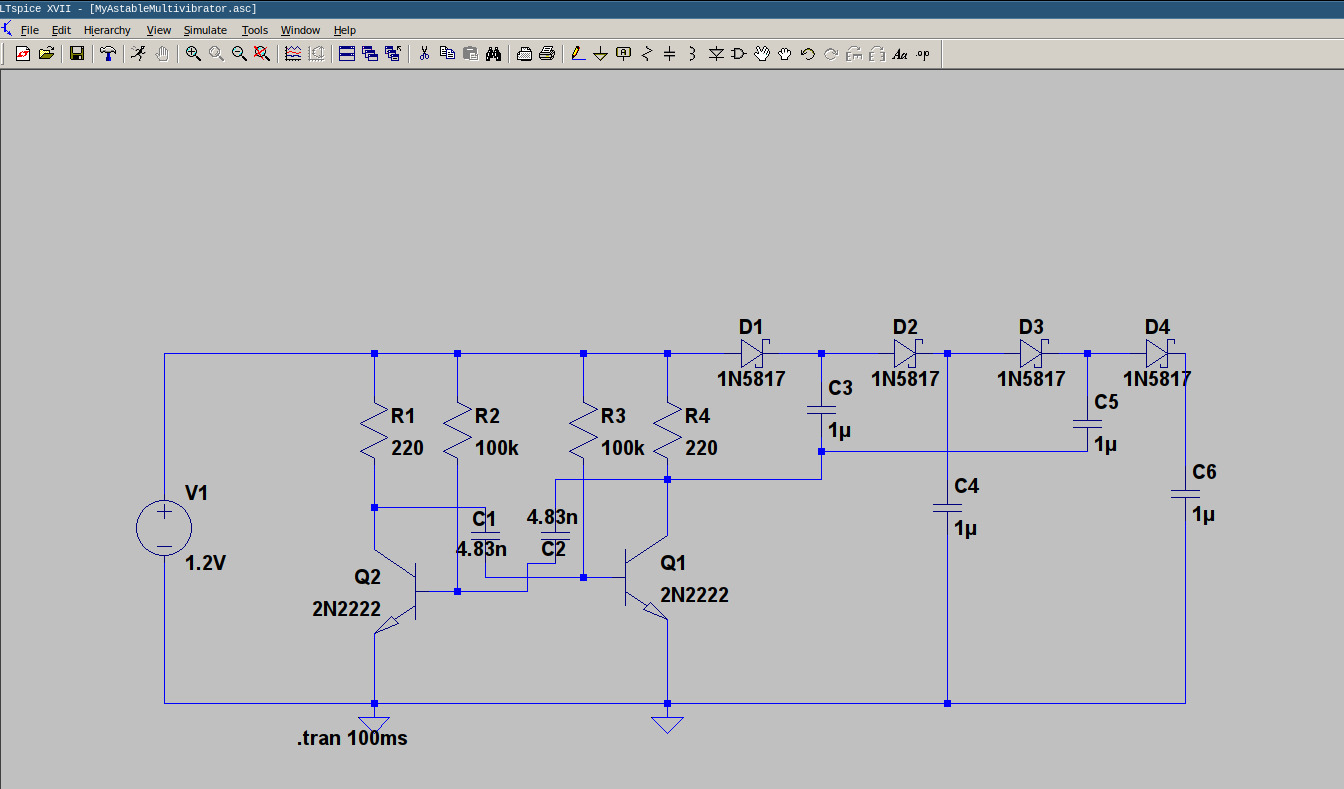 LTspice XVII - [MyAstableMultivibrator.asc]
File Edit Hierarchy View Simulate Tools Window Help
Aa .op
D1 D2 D3 D4
1N5817 1N5817 1N5817 1N5817
C3
1µ
C5
1µ
R1
220
R2
100k
R3
100k
R4
220
V1
1.2V
C1
4.83n
4.83n
C2
C4
1µ
C6
1µ
Q2
2N2222
Q1
2N2222
.tran 100ms